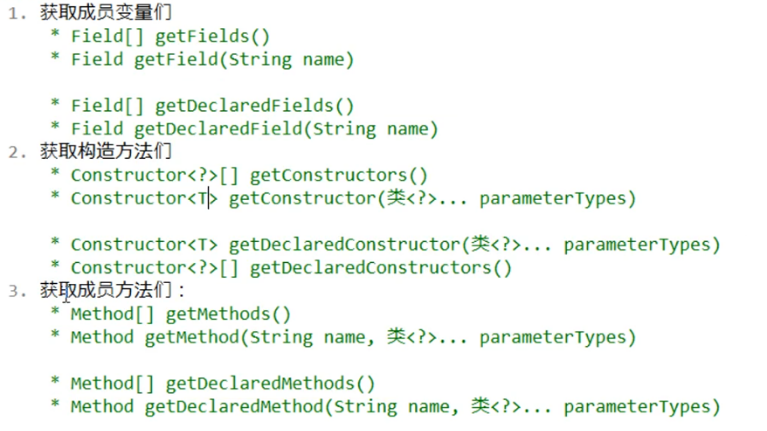 1. 获取成员变量们
* Field[] getFields()
* Field getField(String name)
* Field[] getDeclaredFields()
* Field getDeclaredField(String name)
2. 获取构造方法们
* Constructor<?>[] getConstructors()
* Constructor<T> getConstructor(类<?>... parameterTypes)
* Constructor<T> getDeclaredConstructor(类<?>... parameterTypes)
* Constructor<?>[] getDeclaredConstructors()
3. 获取成员方法们：
* Method[] getMethods()
* Method getMethod(String name, 类<?>... parameterTypes)
* Method[] getDeclaredMethods()
* Method getDeclaredMethod(String name, 类<?>... parameterTypes)